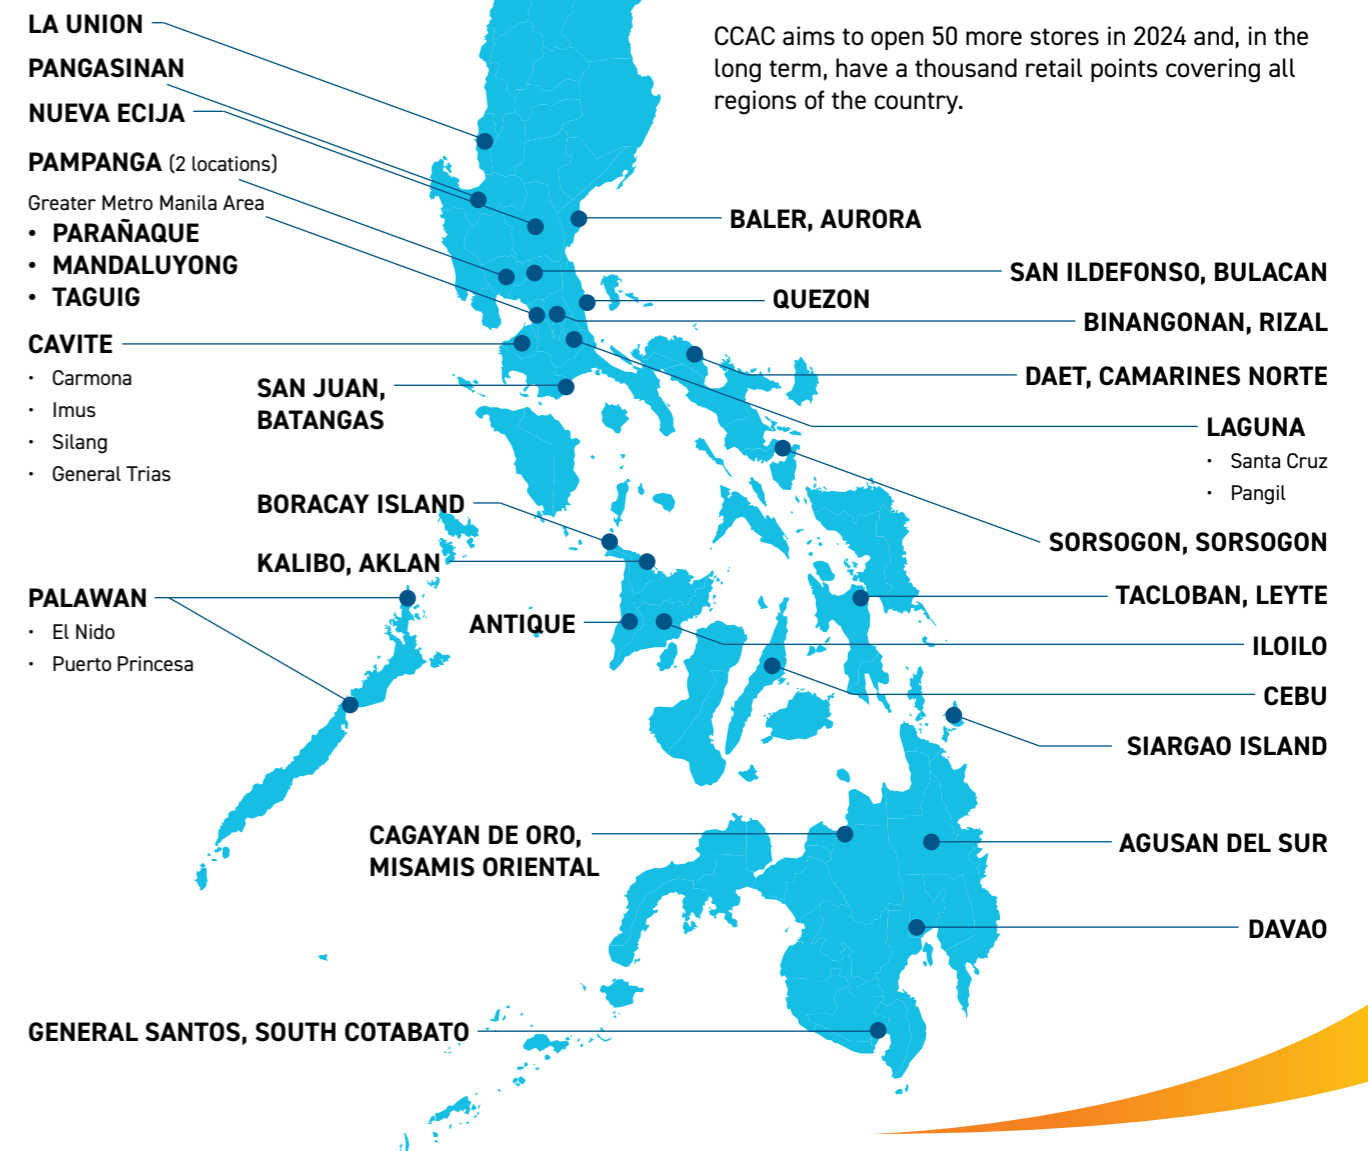 LA UNION
PANGASINAN
NUEVA ECIJA
PAMPANGA (2 locations)
Greater Metro Manila Area
• PARAÑAQUE
• MANDALUYONG
• TAGUIG
CAVITE
• Carmona
• Imus
• Silang
• General Trias
SAN JUAN,
BATANGAS
BORACAY ISLAND
KALIBO, AKLAN
PALAWAN
• El Nido
• Puerto Princesa
ANTIQUE
CAGAYAN DE ORO,
MISAMIS ORIENTAL
GENERAL SANTOS, SOUTH COTABATO
CCAC aims to open 50 more stores in 2024 and, in the
long term, have a thousand retail points covering all
regions of the country.
BALER, AURORA
SAN ILDEFONSO, BULACAN
QUEZON
BINANGONAN, RIZAL
DAET, CAMARINES NORTE
LAGUNA
• Santa Cruz
• Pangil
SORSOGON, SORSOGON
TACLOBAN, LEYTE
ILOILO
CEBU
SIARGAO ISLAND
AGUSAN DEL SUR
DAVAO